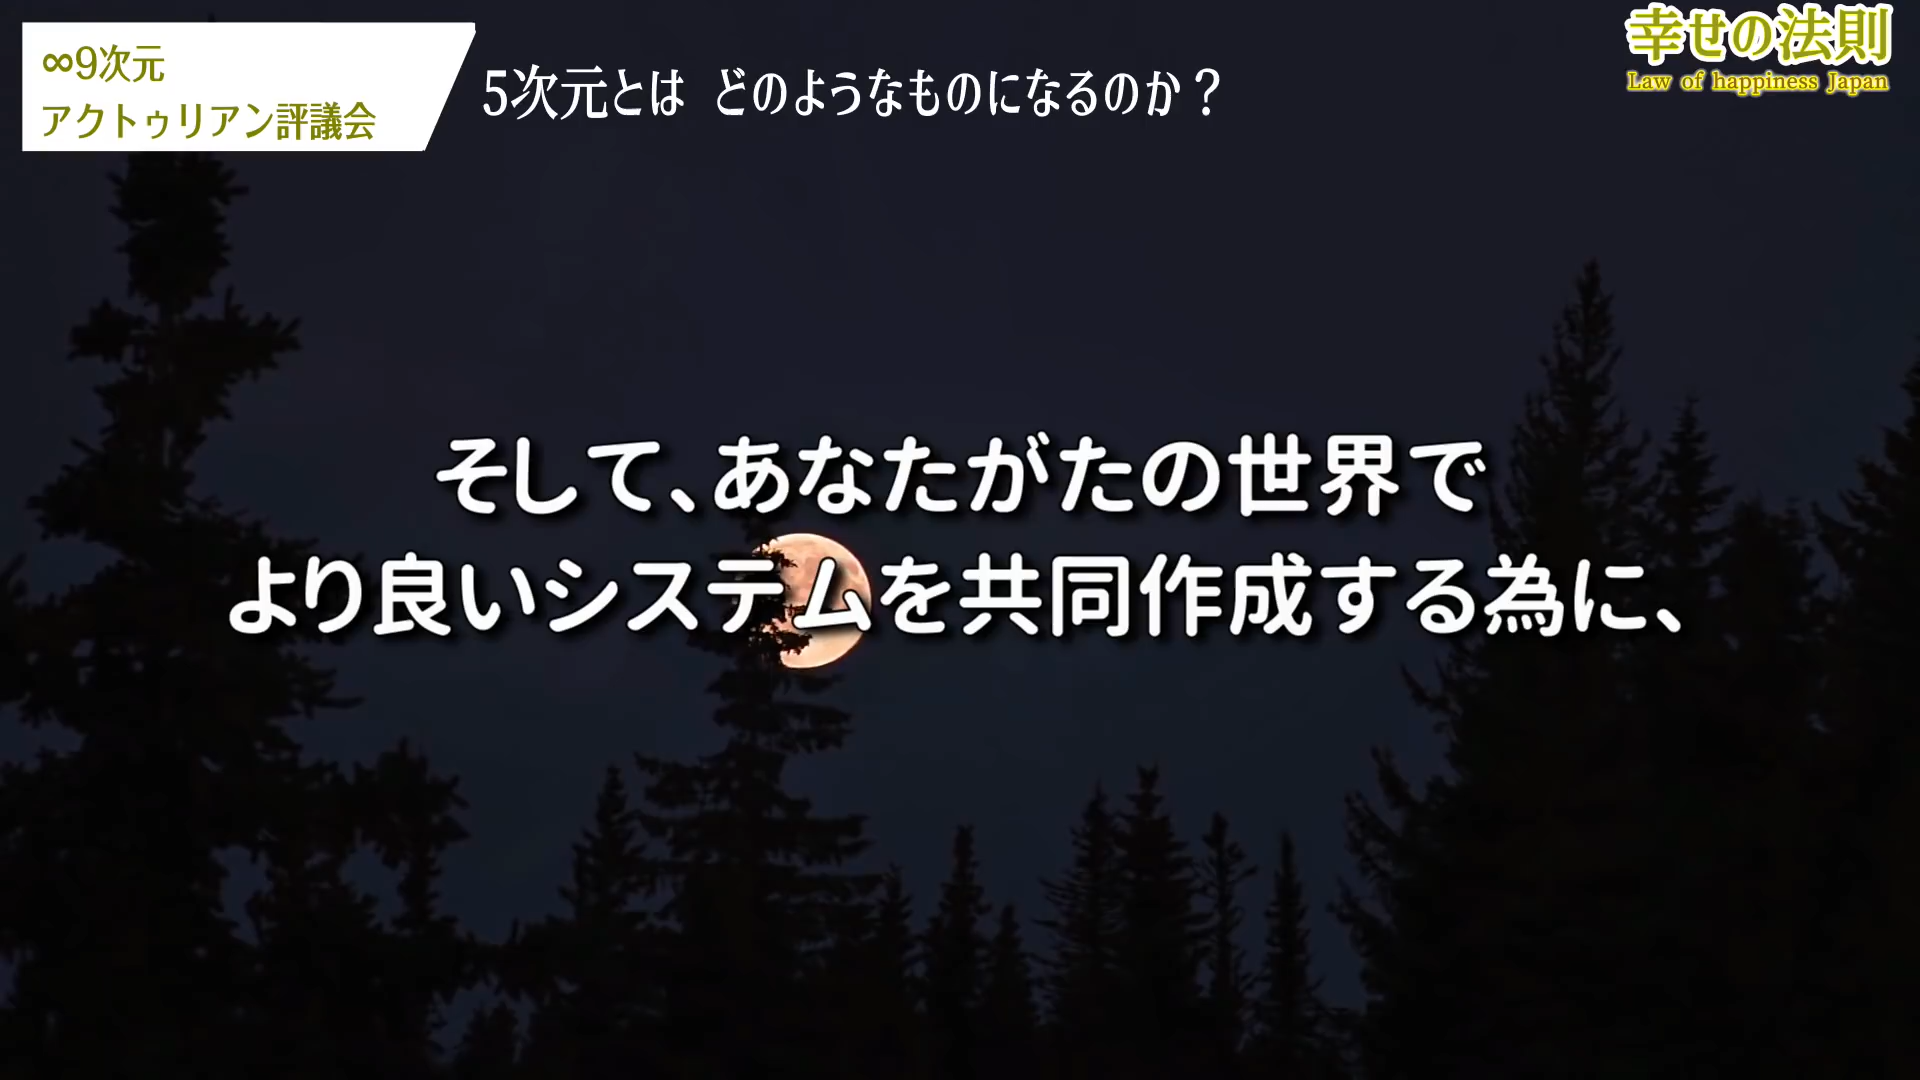 ∞9次元
アクトゥリアン評議会
5次元とは どのようなものになるのか？
幸せの法則
Law of happiness Japan
そして、あなたがたの世界で
より良いシステムを共同作成する為に、